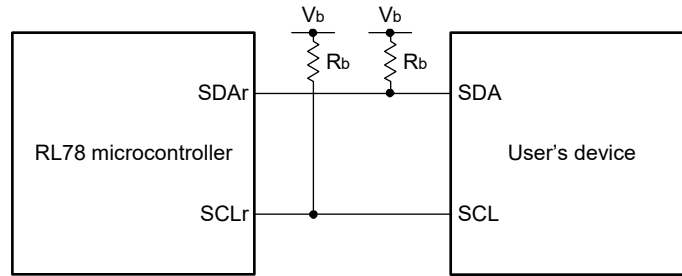 Vb Vb
Rb Rb
SDAr SDA
RL78 microcontroller User's device
SCLr SCL